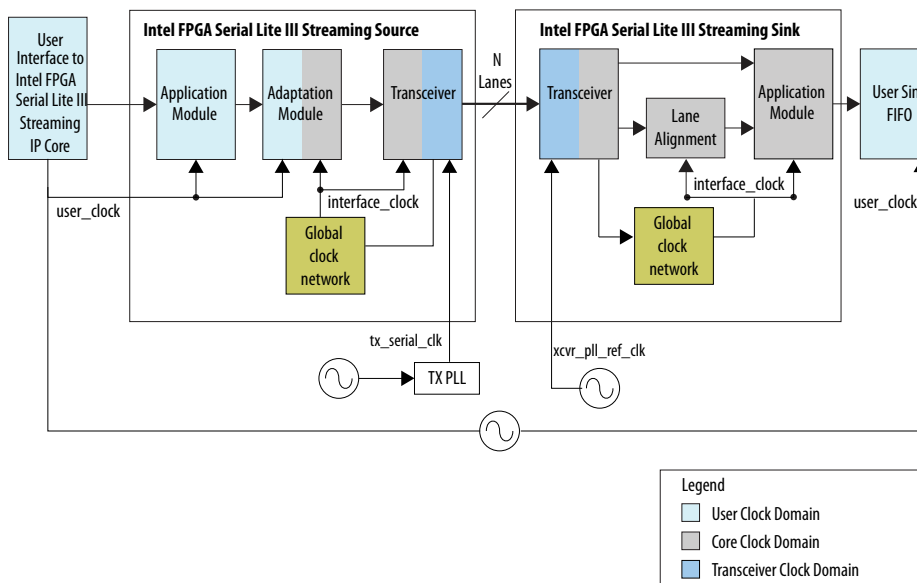 User
Interface to
Intel FPGA
Serial Lite III
Streaming
IP Core
Intel FPGA Serial Lite III Streaming Source
Application
Module
Adaptation
Module
Transceiver
user_clock
interface_clock
Global
clock
network
tx_serial_clk
TX PLL
N
Lanes
Intel FPGA Serial Lite III Streaming Sink
Transceiver
Lane
Alignment
Application
Module
interface_clock
Global
clock
network
xcvr_pll_ref_clk
User Sin
FIFO
user_clock
Legend
User Clock Domain
Core Clock Domain
Transceiver Clock Domain